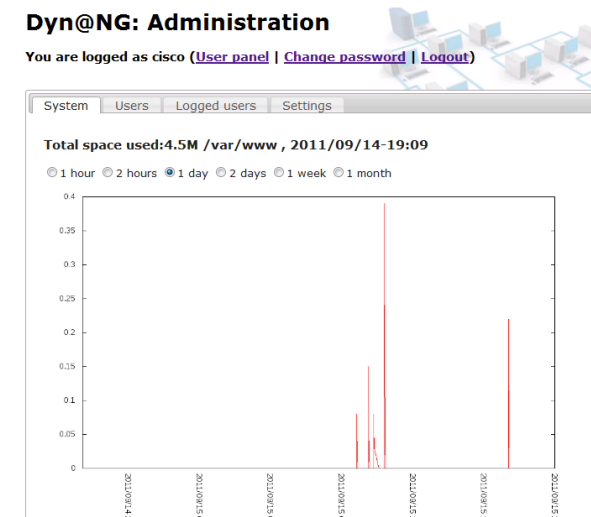 Dyn@NG: Administration
You are logged as cisco (User panel | Change password | Logout)
System Users Logged users Settings
Total space used:4.5M /var/www , 2011/09/14-19:09
1 hour 2 hours 1 day 2 days 1 week 1 month
0.4
0.35
0.3
0.25
0.2
0.15
0.1
0.05
0